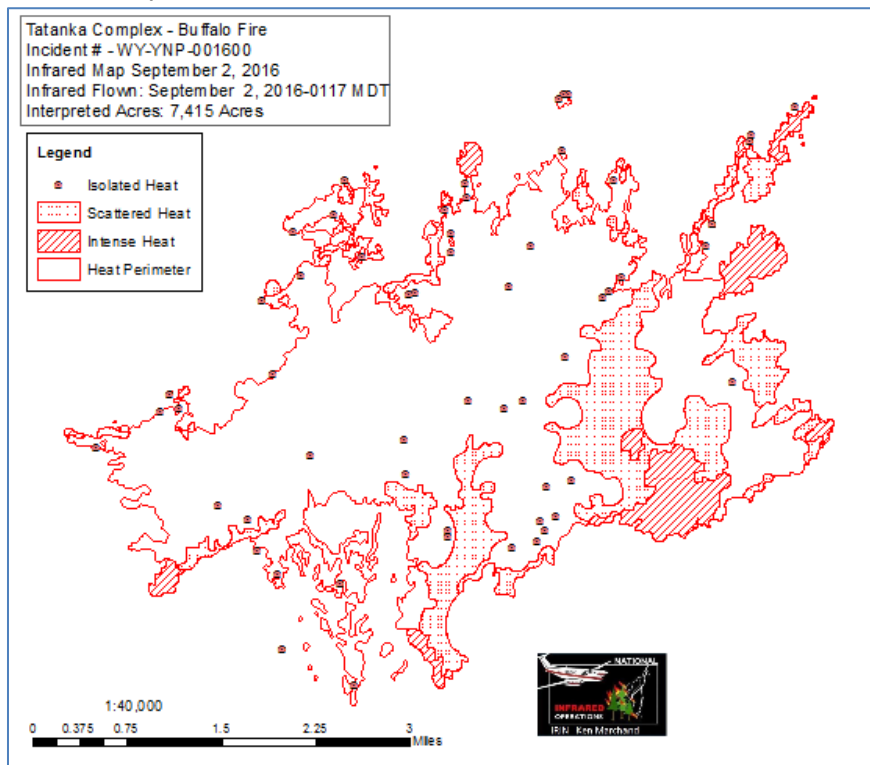 Tatanka Complex - Buffalo Fire
Incident # - WY-YNP-001600
Infrared Map September 2, 2016
Infrared Flown: September 2, 2016-0117 MDT
Interpreted Acres: 7,415 Acres
Legend
Isolated Heat
Scattered Heat
Intense Heat
Heat Perimeter
1:40,000
0 0.375 0.75 1.5 2.25 3
Miles
NATIONAL
INFRARED
OPERATIONS
IRIN Ken Marchand